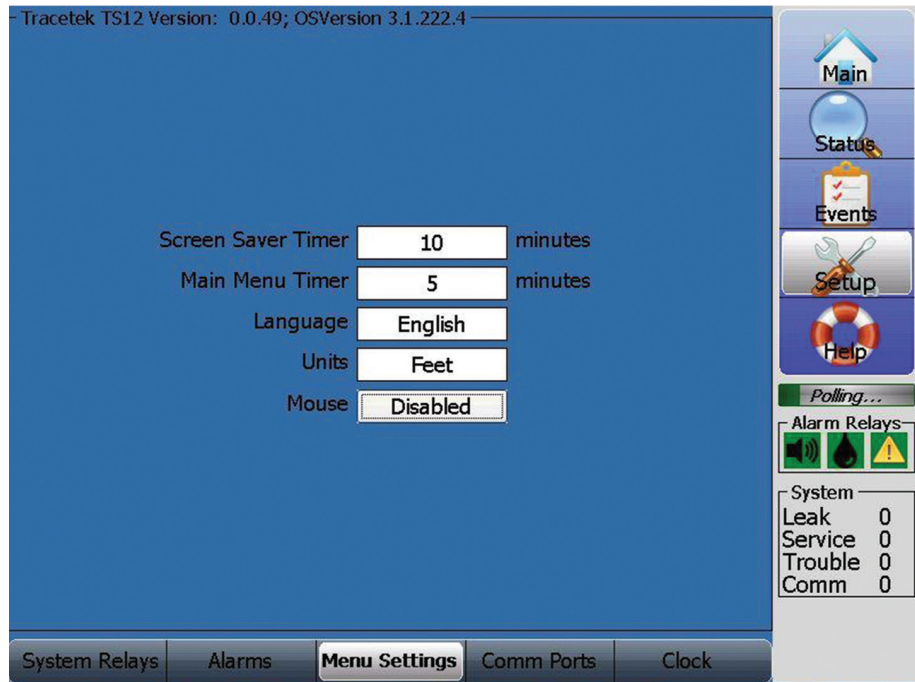 Tracetek TS12 Version: 0.0.49; OSVersion 3.1.222.4
Screen Saver Timer 10 minutes
Main Menu Timer 5 minutes
Language English
Units Feet
Mouse Disabled
Main
Status
Events
Setup
Help
Polling...
Alarm Relays
System
Leak 0
Service 0
Trouble 0
Comm 0
System Relays Alarms Menu Settings Comm Ports Clock